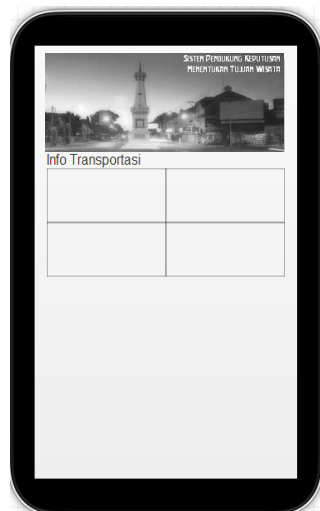 SISTEM PENDUKUNG KEPUTUSAN
MENENTUKAN TUJUAN WISATA
Info Transportasi